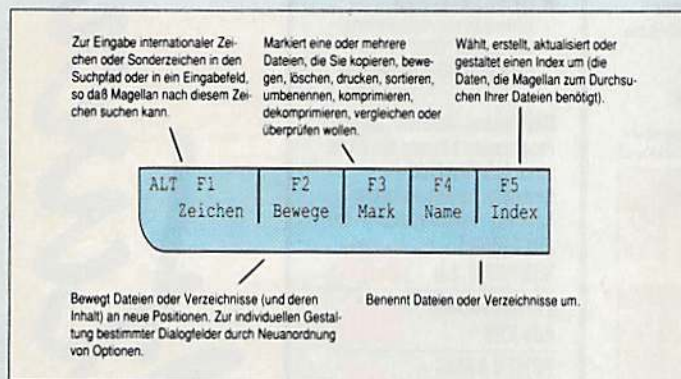 Zur Eingabe internationaler Zei-
chen oder Sonderzeichen in den
Suchpfad oder in ein Eingabefeld,
so daß Magellan nach diesem Zei-
chen suchen kann.
Markiert eine oder mehrere
Dateien, die Sie kopieren, bewe-
gen, löschen, drucken, sortieren,
umbenennen, komprimieren,
dekomprimieren, vergleichen oder
überprüfen wollen.
Wählt, erstellt, aktualisiert oder
gestaltet einen Index um (die
Daten, die Magellan zum Durchsu-
chen Ihrer Dateien benötigt).
ALT F1 F2 F3 F4 F5
Zeichen Bewege Mark Name Index
Bewegt Dateien oder Verzeichnisse (und deren
Inhalt) an neue Positionen. Zur individuellen Gestal-
tung bestimmter Dialogfelder durch Neuanordnung
von Optionen.
Benennt Dateien oder Verzeichnisse um.